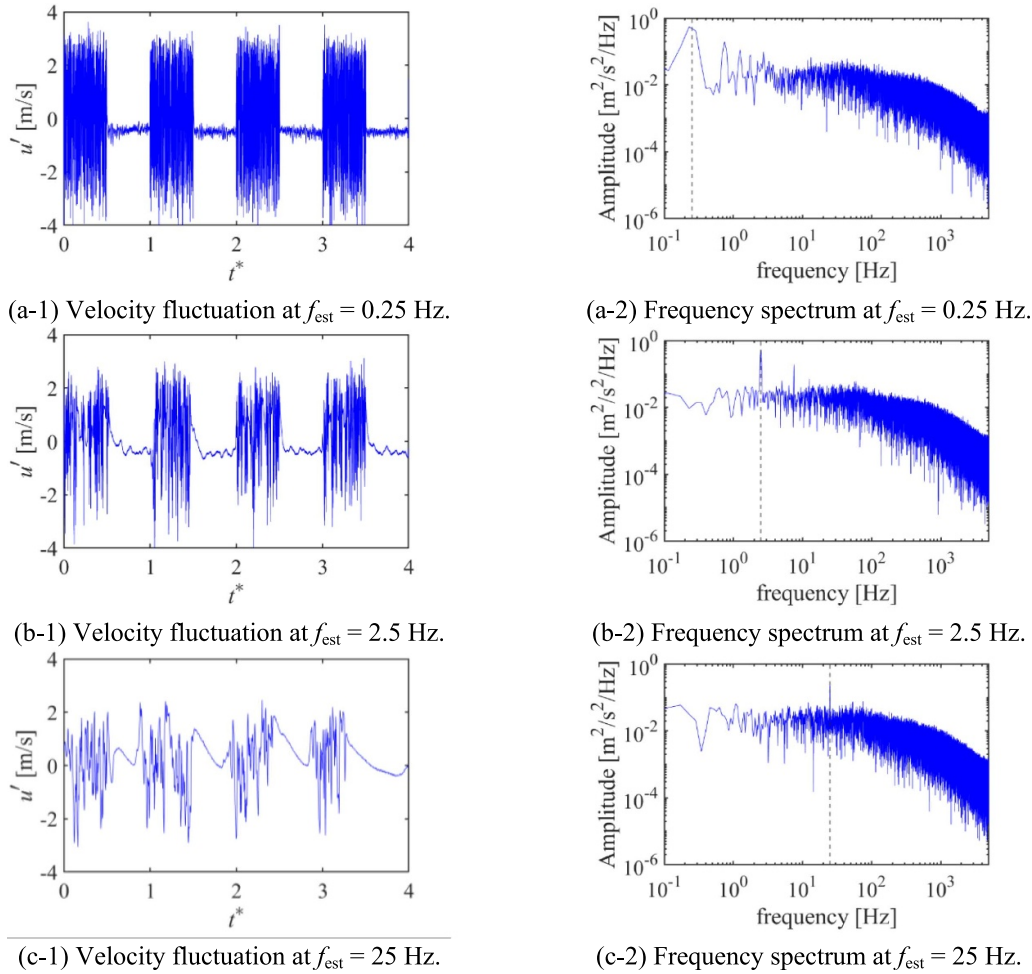 4
2
0
-2
-4
u′ [m/s]
0 1 2 3 4
t*
10^0
10^-2
10^-4
10^-6
Amplitude [m²/s²/Hz]
10^-1 10^0 10^1 10^2 10^3
frequency [Hz]
(a-1) Velocity fluctuation at f_est = 0.25 Hz.
(a-2) Frequency spectrum at f_est = 0.25 Hz.
4
2
0
-2
-4
u′ [m/s]
0 1 2 3 4
t*
10^0
10^-2
10^-4
10^-6
Amplitude [m²/s²/Hz]
10^-1 10^0 10^1 10^2 10^3
frequency [Hz]
(b-1) Velocity fluctuation at f_est = 2.5 Hz.
(b-2) Frequency spectrum at f_est = 2.5 Hz.
4
2
0
-2
-4
u′ [m/s]
0 1 2 3 4
t*
10^0
10^-2
10^-4
10^-6
Amplitude [m²/s²/Hz]
10^-1 10^0 10^1 10^2 10^3
frequency [Hz]
(c-1) Velocity fluctuation at f_est = 25 Hz.
(c-2) Frequency spectrum at f_est = 25 Hz.